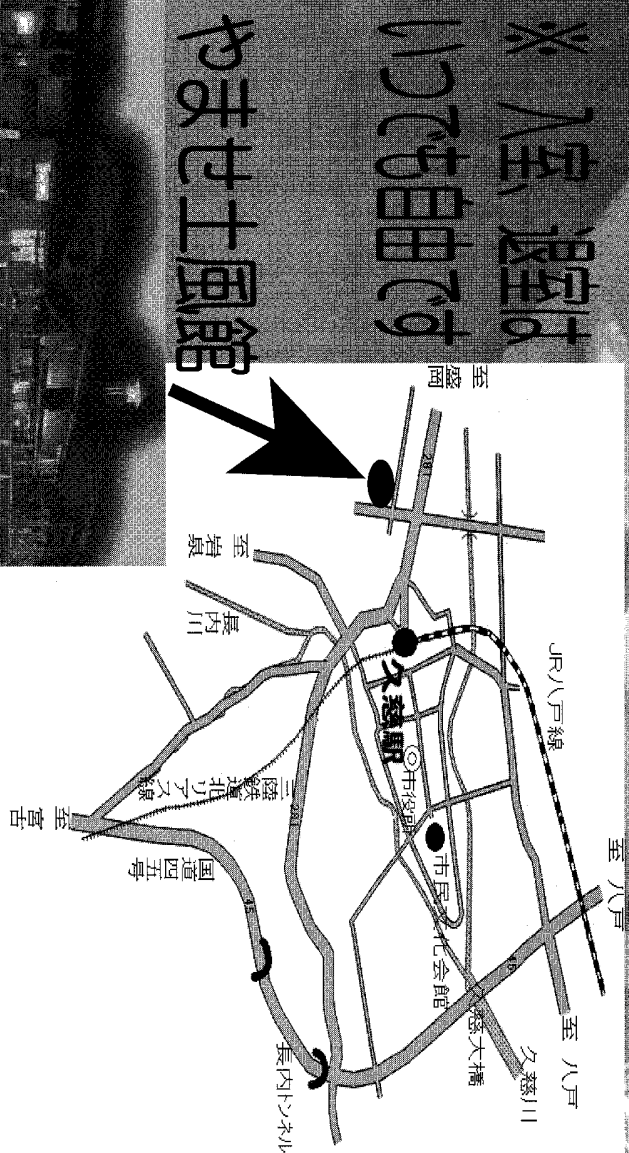 ※ 入室、退室は
いつでも自由です
やませ土風館
至 盛岡
281
至 岩泉
長内川
久慈駅
JR八戸線
市役所
市民文化会館
三陸鉄道北リアス線
281
至 宮古
国道四五号
45
至 八戸
45
至 八戸
久慈川
久慈大橋
長内トンネル